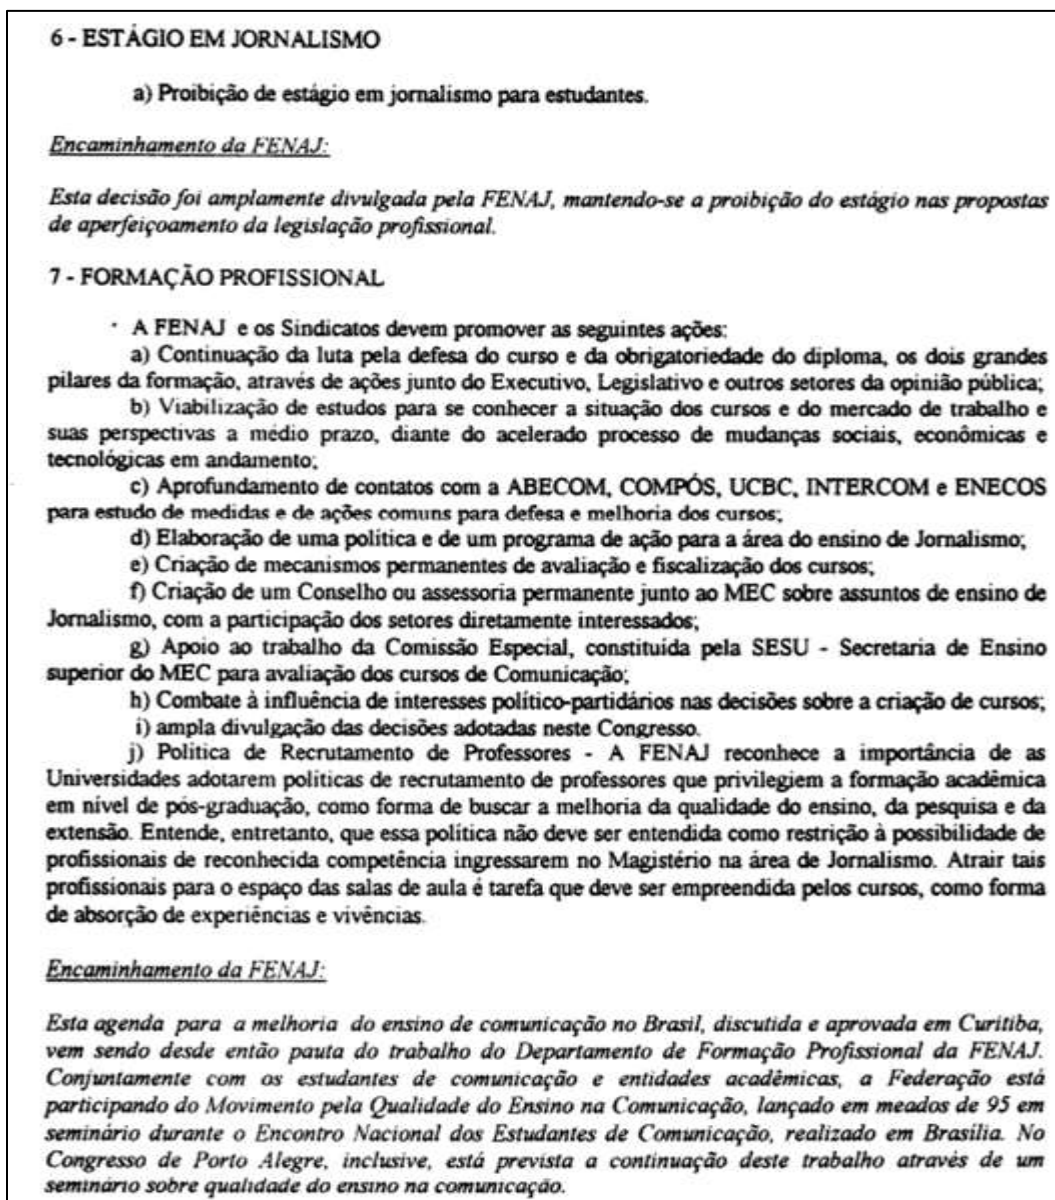 6 - ESTÁGIO EM JORNALISMO
a) Proibição de estágio em jornalismo para estudantes.
Encaminhamento da FENAJ:
Esta decisão foi amplamente divulgada pela FENAJ, mantendo-se a proibição do estágio nas propostas
de aperfeiçoamento da legislação profissional.
7 - FORMAÇÃO PROFISSIONAL
· A FENAJ e os Sindicatos devem promover as seguintes ações:
a) Continuação da luta pela defesa do curso e da obrigatoriedade do diploma, os dois grandes
pilares da formação, através de ações junto do Executivo, Legislativo e outros setores da opinião pública;
b) Viabilização de estudos para se conhecer a situação dos cursos e do mercado de trabalho e
suas perspectivas a médio prazo, diante do acelerado processo de mudanças sociais, econômicas e
tecnológicas em andamento;
c) Aprofundamento de contatos com a ABECOM, COMPÓS, UCBC, INTERCOM e ENECOS
para estudo de medidas e de ações comuns para defesa e melhoria dos cursos;
d) Elaboração de uma política e de um programa de ação para a área do ensino de Jornalismo;
e) Criação de mecanismos permanentes de avaliação e fiscalização dos cursos;
f) Criação de um Conselho ou assessoria permanente junto ao MEC sobre assuntos de ensino de
Jornalismo, com a participação dos setores diretamente interessados;
g) Apoio ao trabalho da Comissão Especial, constituída pela SESU - Secretaria de Ensino
superior do MEC para avaliação dos cursos de Comunicação;
h) Combate à influência de interesses político-partidários nas decisões sobre a criação de cursos;
i) ampla divulgação das decisões adotadas neste Congresso.
j) Política de Recrutamento de Professores - A FENAJ reconhece a importância de as
Universidades adotarem políticas de recrutamento de professores que privilegiem a formação acadêmica
em nível de pós-graduação, como forma de buscar a melhoria da qualidade do ensino, da pesquisa e da
extensão. Entende, entretanto, que essa política não deve ser entendida como restrição à possibilidade de
profissionais de reconhecida competência ingressarem no Magistério na área de Jornalismo. Atrair tais
profissionais para o espaço das salas de aula é tarefa que deve ser empreendida pelos cursos, como forma
de absorção de experiências e vivências.
Encaminhamento da FENAJ:
Esta agenda para a melhoria do ensino de comunicação no Brasil, discutida e aprovada em Curitiba,
vem sendo desde então pauta do trabalho do Departamento de Formação Profissional da FENAJ.
Conjuntamente com os estudantes de comunicação e entidades acadêmicas, a Federação está
participando do Movimento pela Qualidade do Ensino na Comunicação, lançado em meados de 95 em
seminário durante o Encontro Nacional dos Estudantes de Comunicação, realizado em Brasília. No
Congresso de Porto Alegre, inclusive, está prevista a continuação deste trabalho através de um
seminário sobre qualidade do ensino na comunicação.